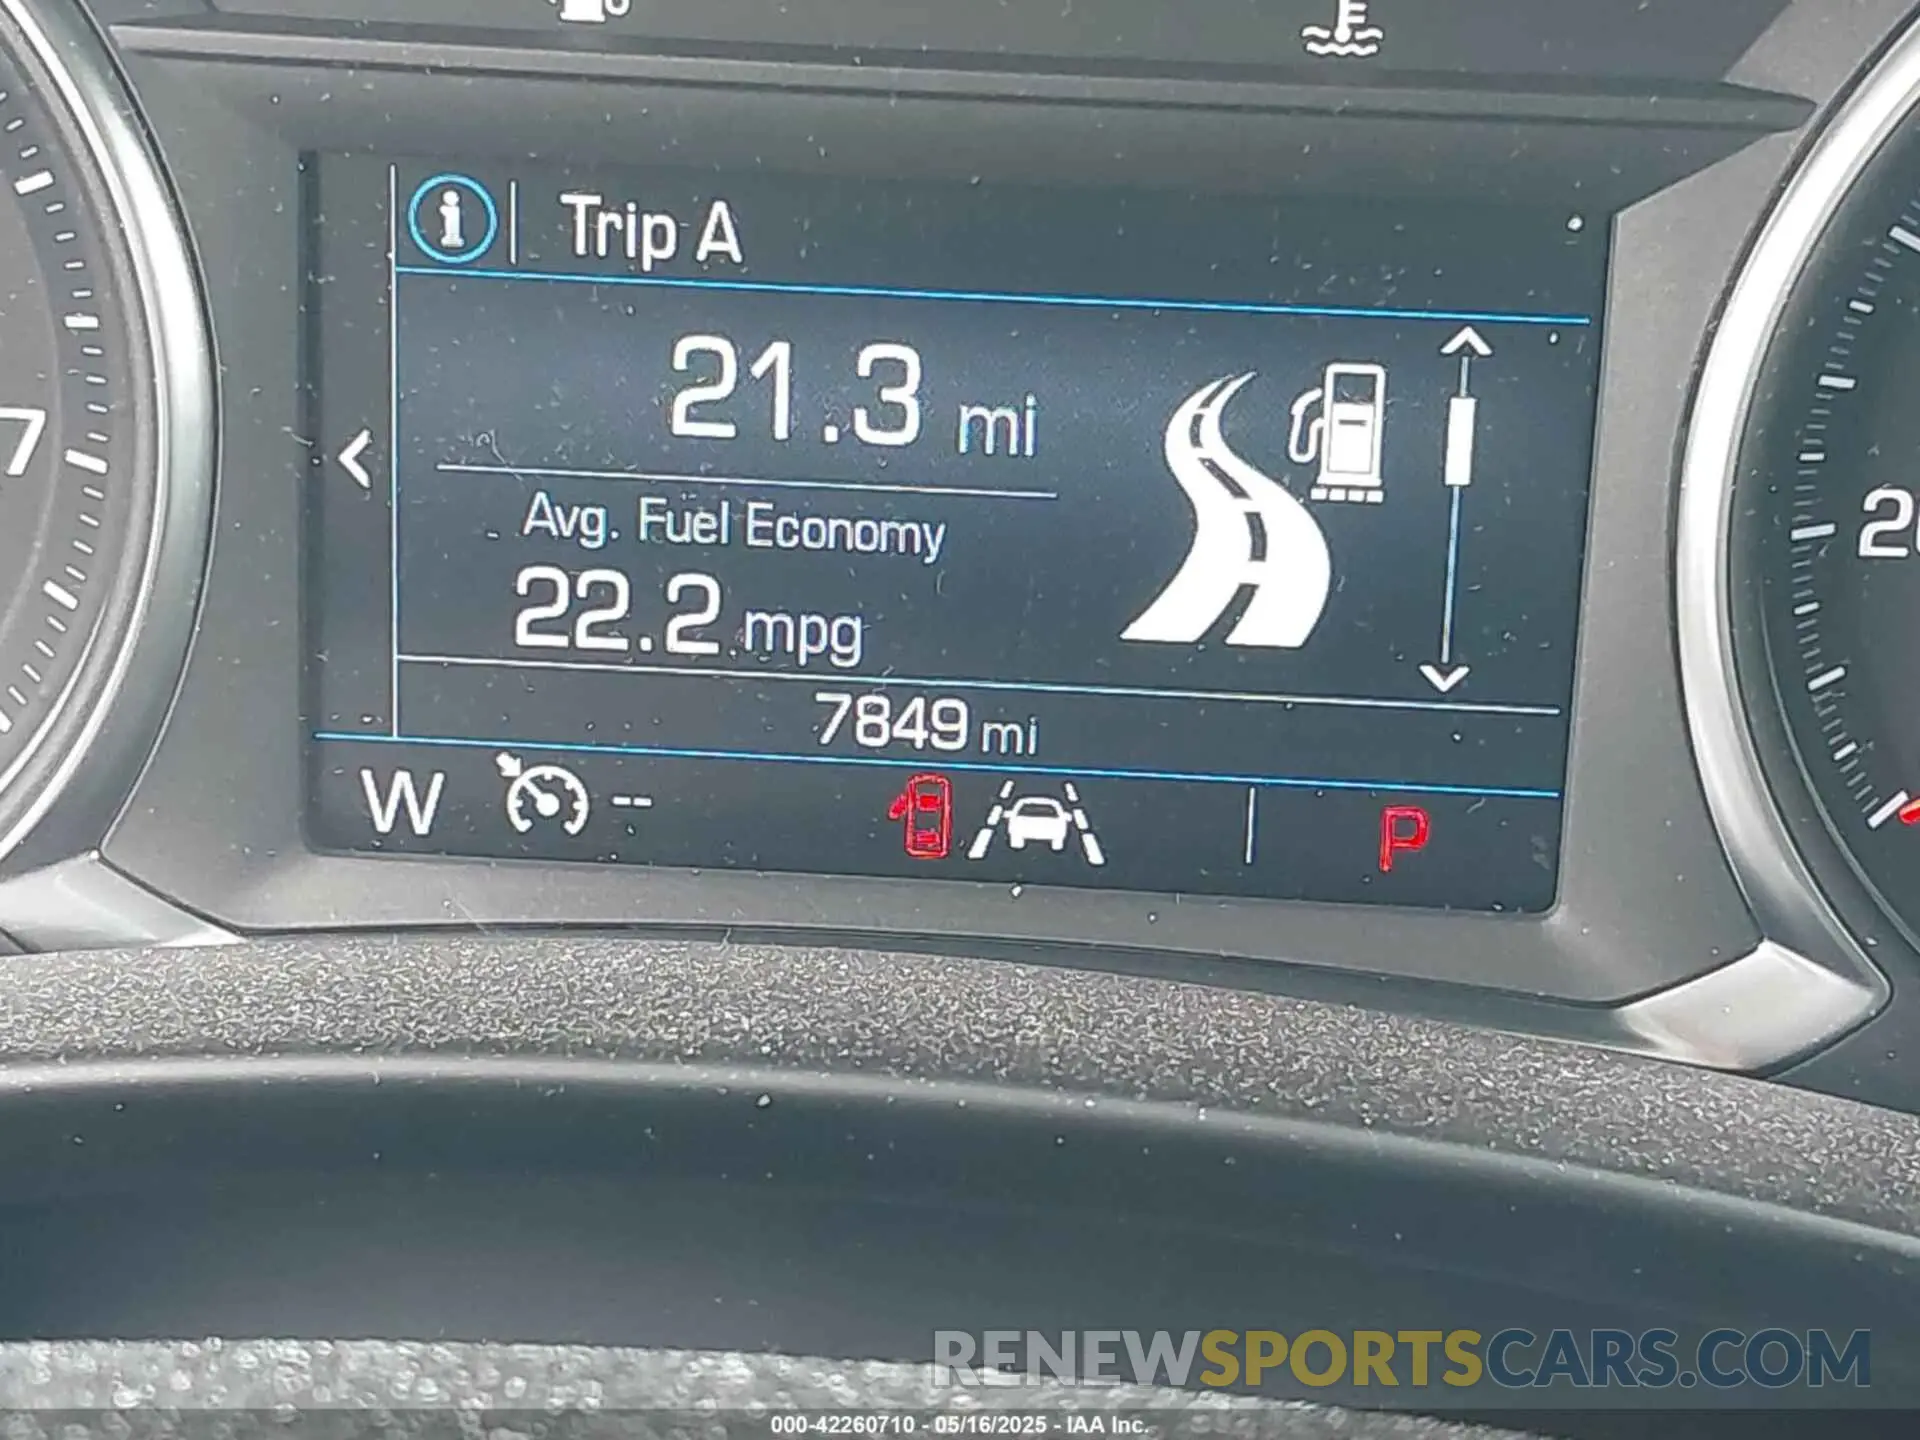 Trip A
21.3 mi
7
Avg. Fuel Economy
22.2 mpg
7849 mi
W --
P
RENEWSPORTSCARS.COM
000-42260710 - 05/16/2025 - IAA Inc.